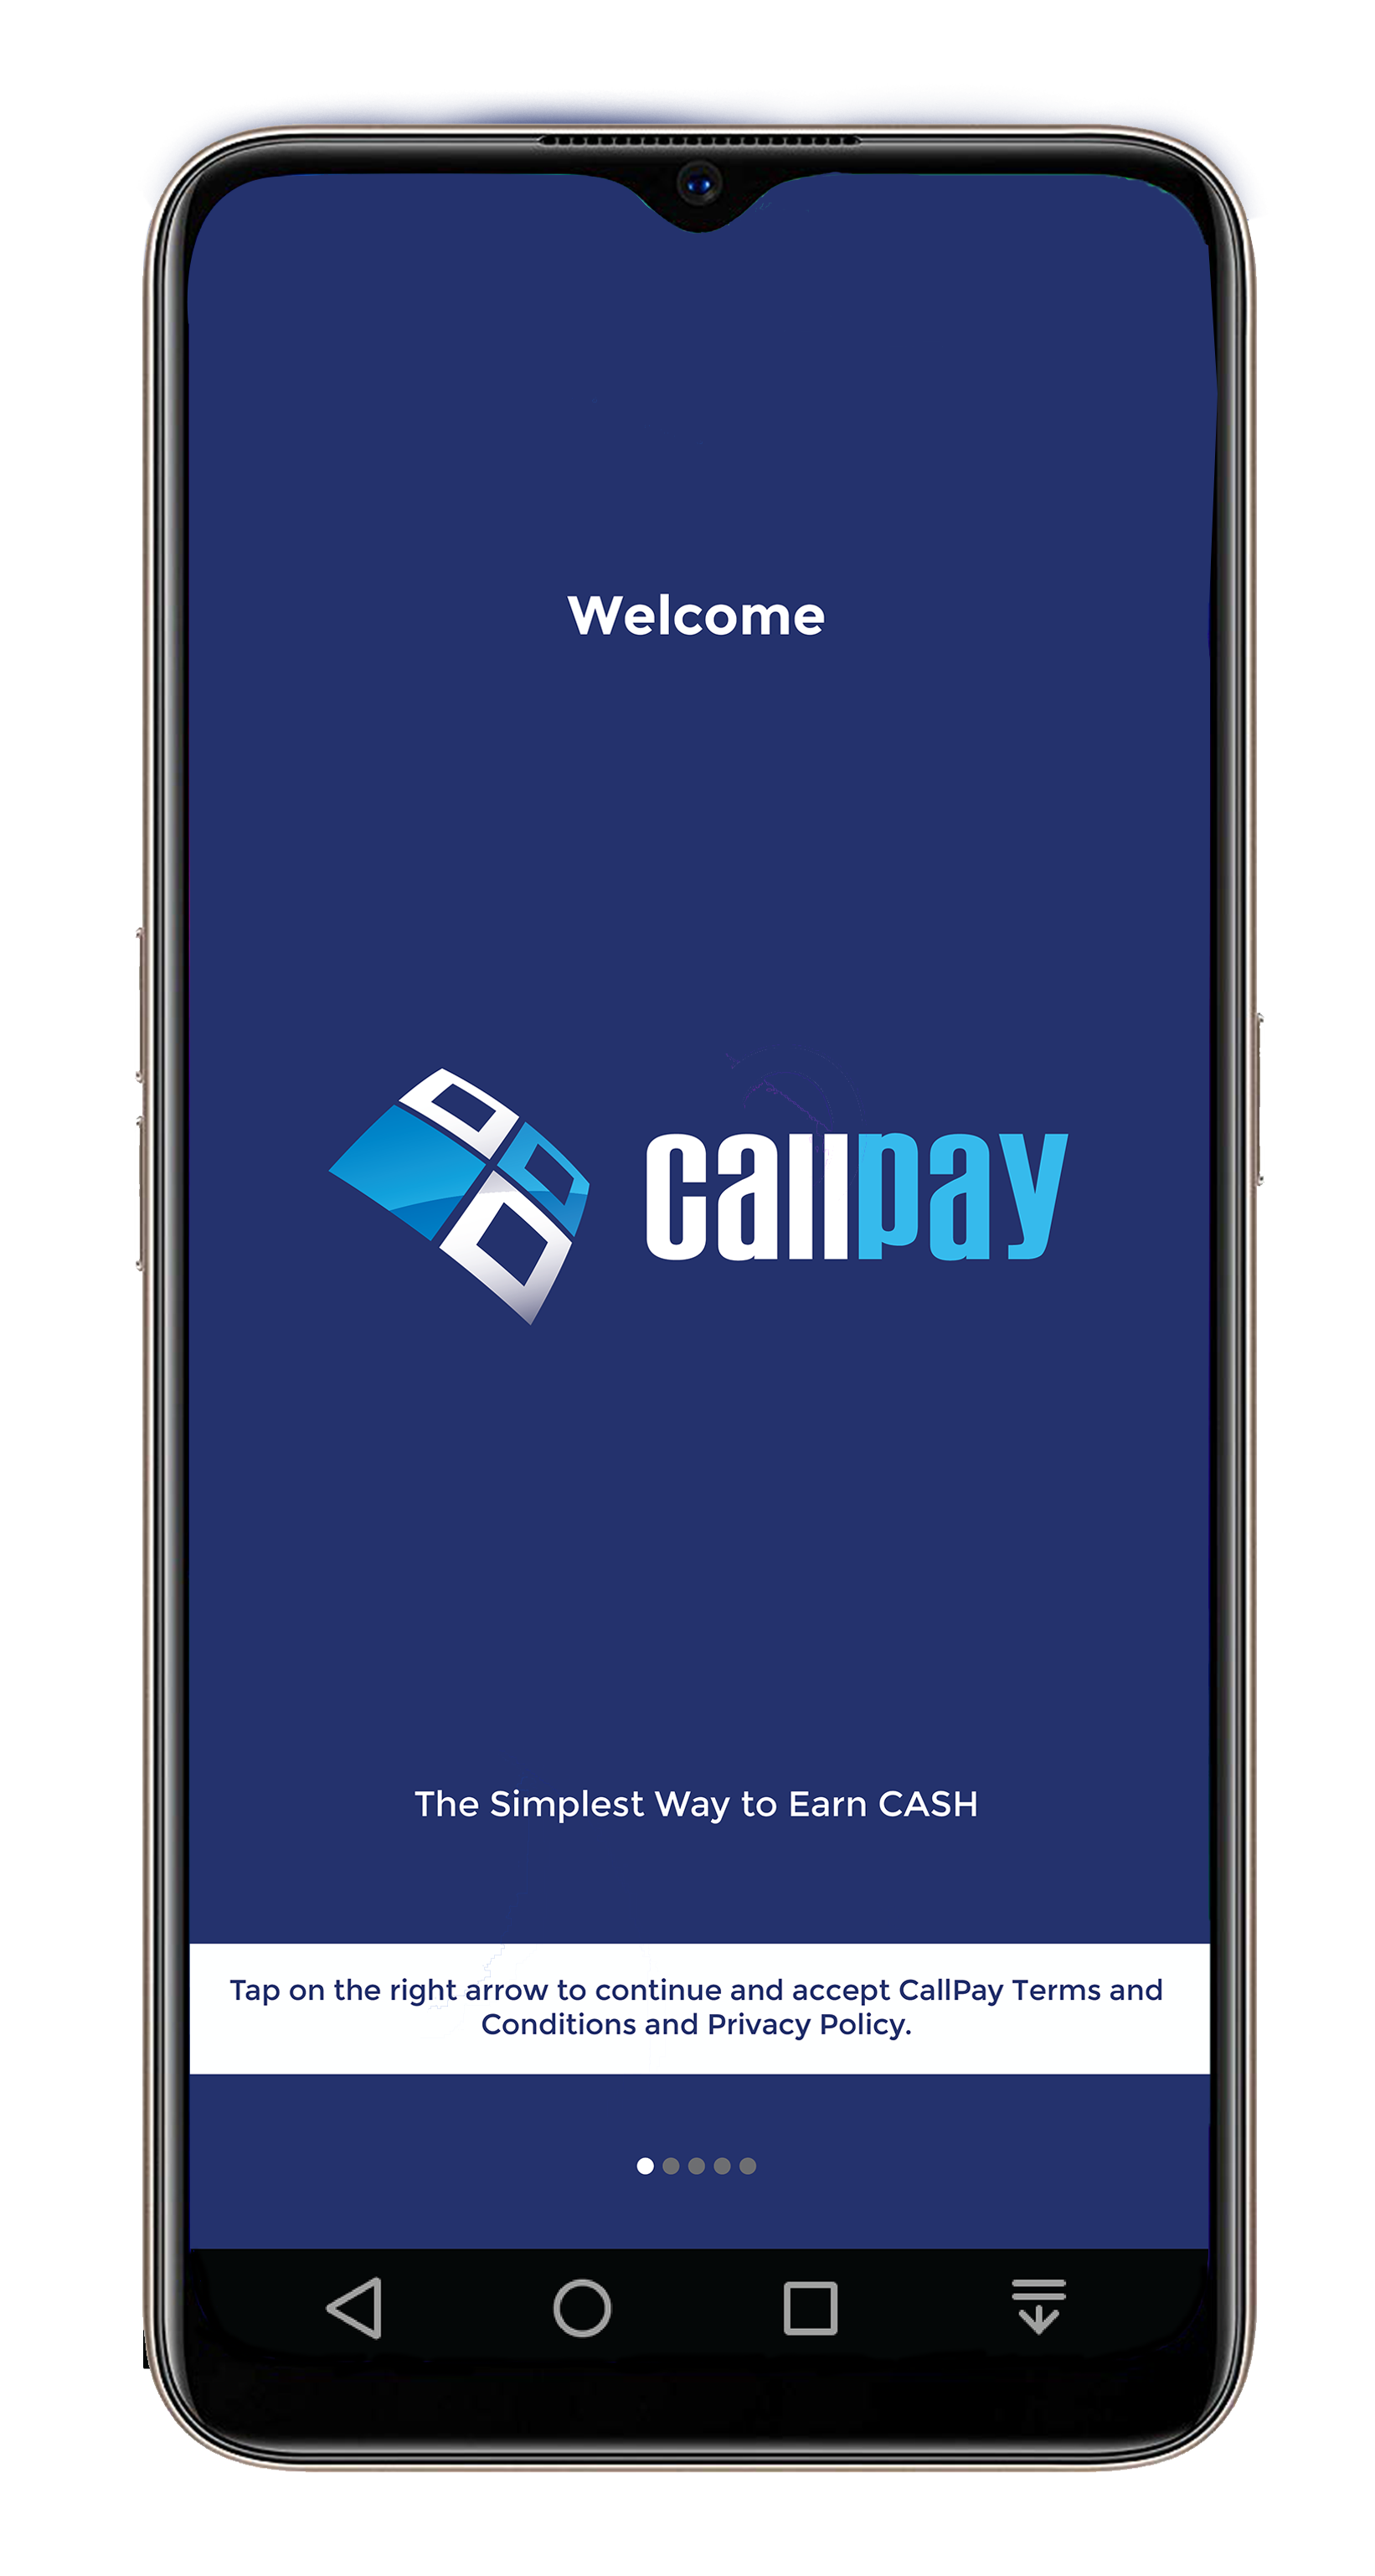 Welcome
callpay
The Simplest Way to Earn CASH
Tap on the right arrow to continue and accept CallPay Terms and
Conditions and Privacy Policy.